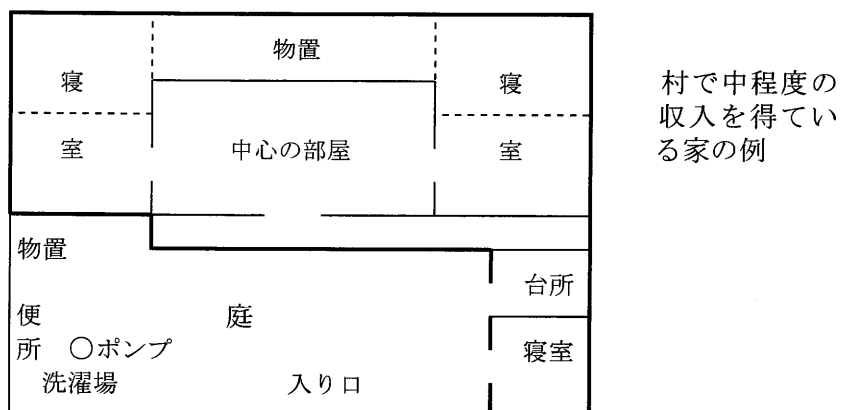 物置
寝
寝
室
中心の部屋
室
村で中程度の
収入を得てい
る家の例
物置
台所
便
所
庭
○ポンプ
寝室
洗濯場
入り口